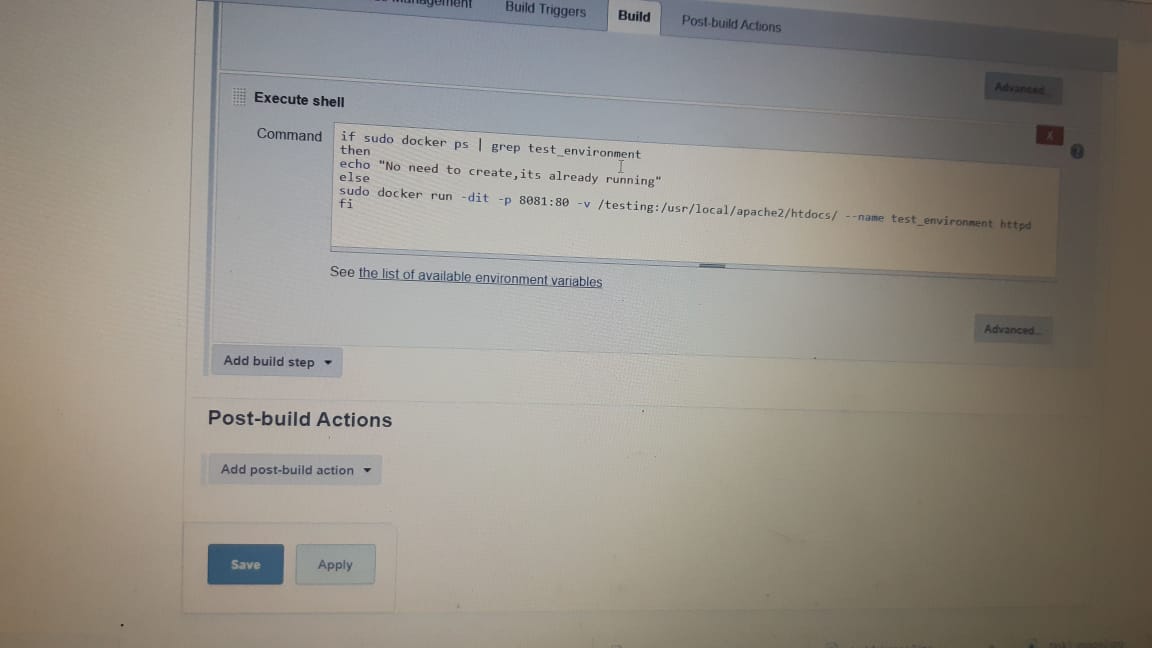 Build Triggers
Build
Post-build Actions
Advanced...
Execute shell
X
Command
if sudo docker ps | grep test_environment
then
echo "No need to create,its already running"
else
sudo docker run -dit -p 8081:80 -v /testing:/usr/local/apache2/htdocs/ --name test_environment httpd
fi
See the list of available environment variables
Advanced...
Add build step
Post-build Actions
Add post-build action
Save
Apply